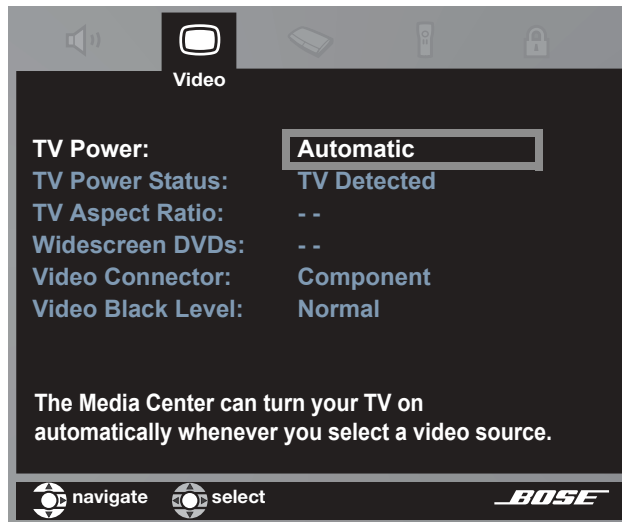 Video
TV Power: Automatic
TV Power Status: TV Detected
TV Aspect Ratio: - -
Widescreen DVDs: - -
Video Connector: Component
Video Black Level: Normal
The Media Center can turn your TV on
automatically whenever you select a video source.
navigate select BOSE